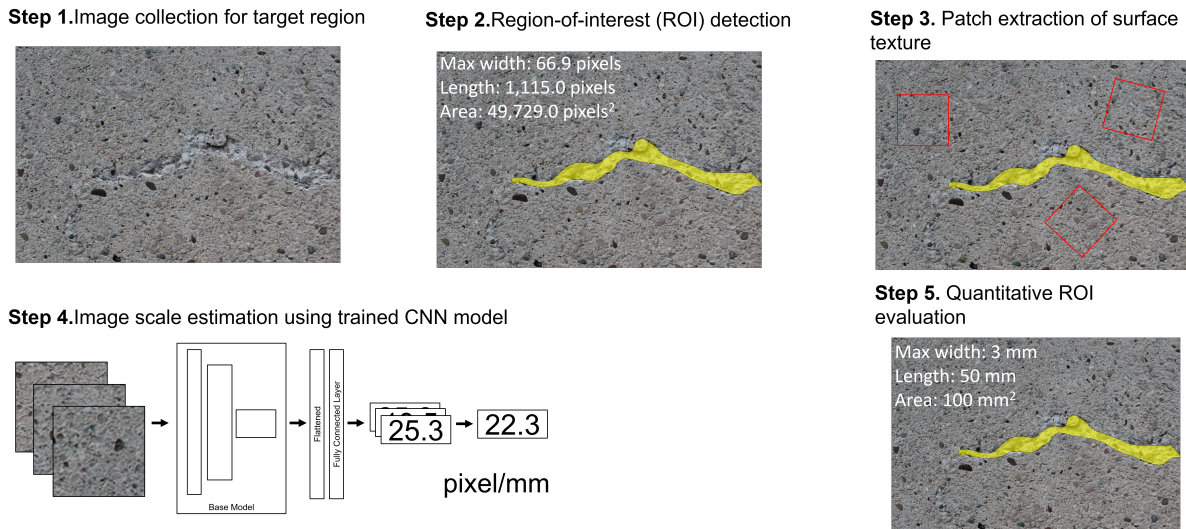 Step 1.Image collection for target region
Step 2.Region-of-interest (ROI) detection
Max width: 66.9 pixels
Length: 1,115.0 pixels
Area: 49,729.0 pixels²
Step 3. Patch extraction of surface
texture
Step 4.Image scale estimation using trained CNN model
Base Model
Flattened
Fully Connected Layer
25.3
22.3
pixel/mm
Step 5. Quantitative ROI
evaluation
Max width: 3 mm
Length: 50 mm
Area: 100 mm²